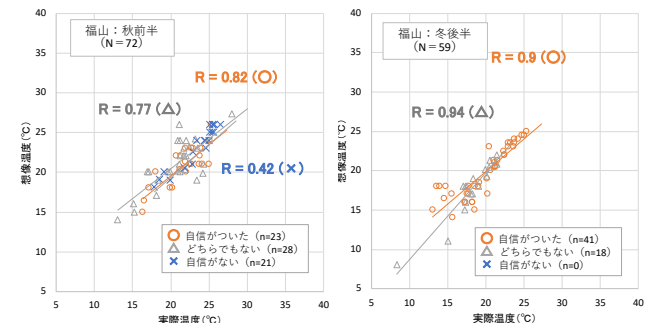 福山：秋前半
(N＝72)
R = 0.82 (○)
R = 0.77 (△)
R = 0.42 (×)
想像温度(℃)
40
35
30
25
20
15
10
5
5
10
15
20
25
30
35
40
実際温度(℃)
自信がついた (n=23)
どちらでもない (n=28)
自信がない (n=21)
福山：冬後半
(N＝59)
R = 0.9 (○)
R = 0.94 (△)
想像温度(℃)
40
35
30
25
20
15
10
5
5
10
15
20
25
30
35
40
実際温度(℃)
自信がついた (n=41)
どちらでもない (n=18)
自信がない (n=0)